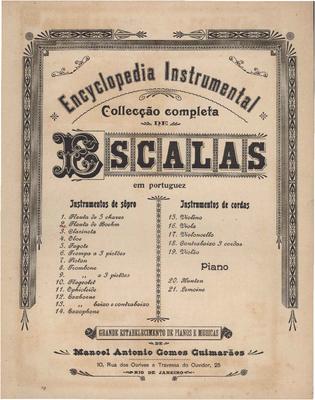 Encyclopedia Instrumental
Collecção completa
DE
ESCALAS
em portuguez
Instrumentos de sôpro
1. Flauta de 5 chaves
2. Flauta de Boehm
3. Clarineta
4. Oboe
5. Fagote
6. Trompa a 3 pistões
7. Piston
8. Trombone
9. „ a 3 pistões
10. Flageolet
11. Ophicleide
12. Saxhorne
13. „ baixo e contrabaixo
14. Saxophone
Instrumentos de cordas
15. Violino
16. Viola
17. Violoncello
18. Contrabaixo 3 cordas
19. Violão
Piano
20. Hunten
21. Lemoine
GRANDE ESTABELECIMENTO DE PIANOS E MUSICAS
DE
Manoel Antonio Gomes Guimarães
10, Rua dos Ourives e Travessa do Ouvidor, 25
RIO DE JANEIRO